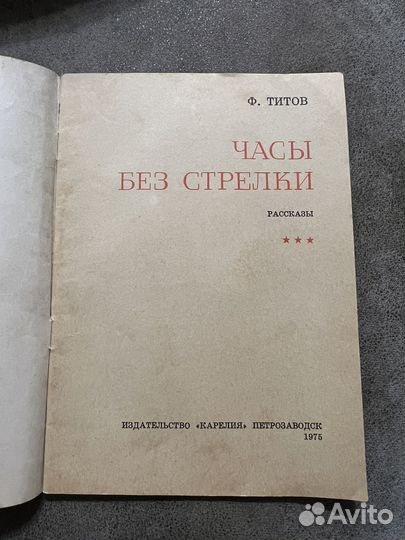 Ф. ТИТОВ
ЧАСЫ
БЕЗ СТРЕЛКИ
РАССКАЗЫ
★★★
ИЗДАТЕЛЬСТВО «КАРЕЛИЯ» ПЕТРОЗАВОДСК
1975
Avito